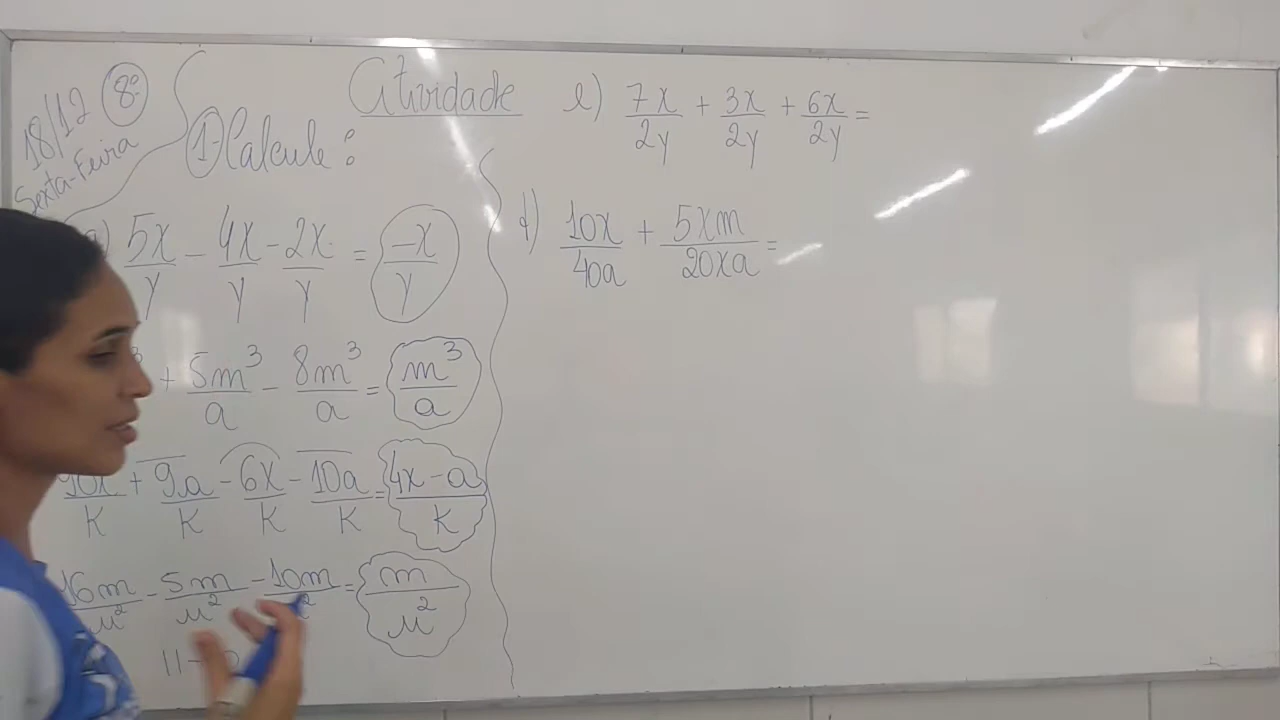 18/12 8º
Sexta-Feira
Atividade
1- Calcule:
a) 5x/y - 4x/y - 2x/y = -x/y
+ 5m³/a - 8m³/a = m³/a
10x/k + 9a/k - 6x/k - 10a/k = 4x - a/k
16m/u² - 5m/u² - 10m/u² = m/u²
11 -
e) 7x/2y + 3x/2y + 6x/2y =
f) 10x/40a + 5xm/20xa =